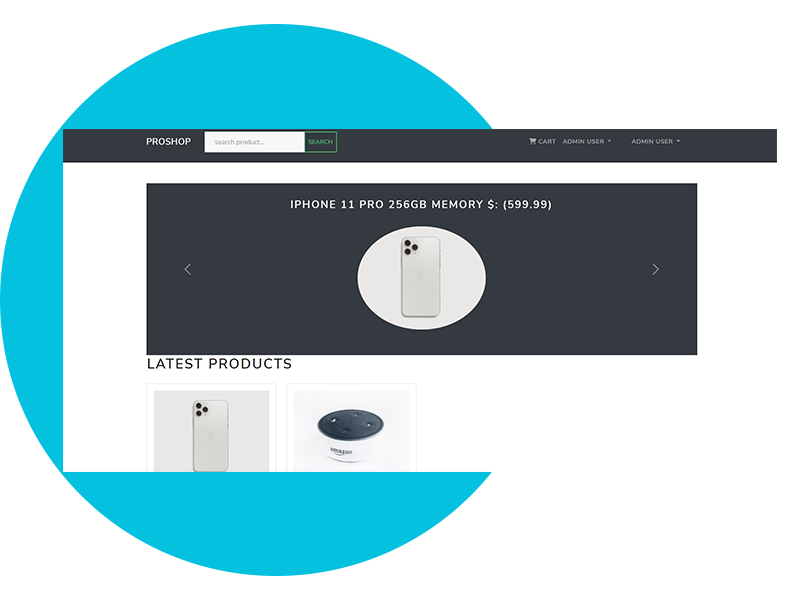 PROSHOP search product... SEARCH CART ADMIN USER ADMIN USER
IPHONE 11 PRO 256GB MEMORY $: (599.99)
LATEST PRODUCTS
amazon